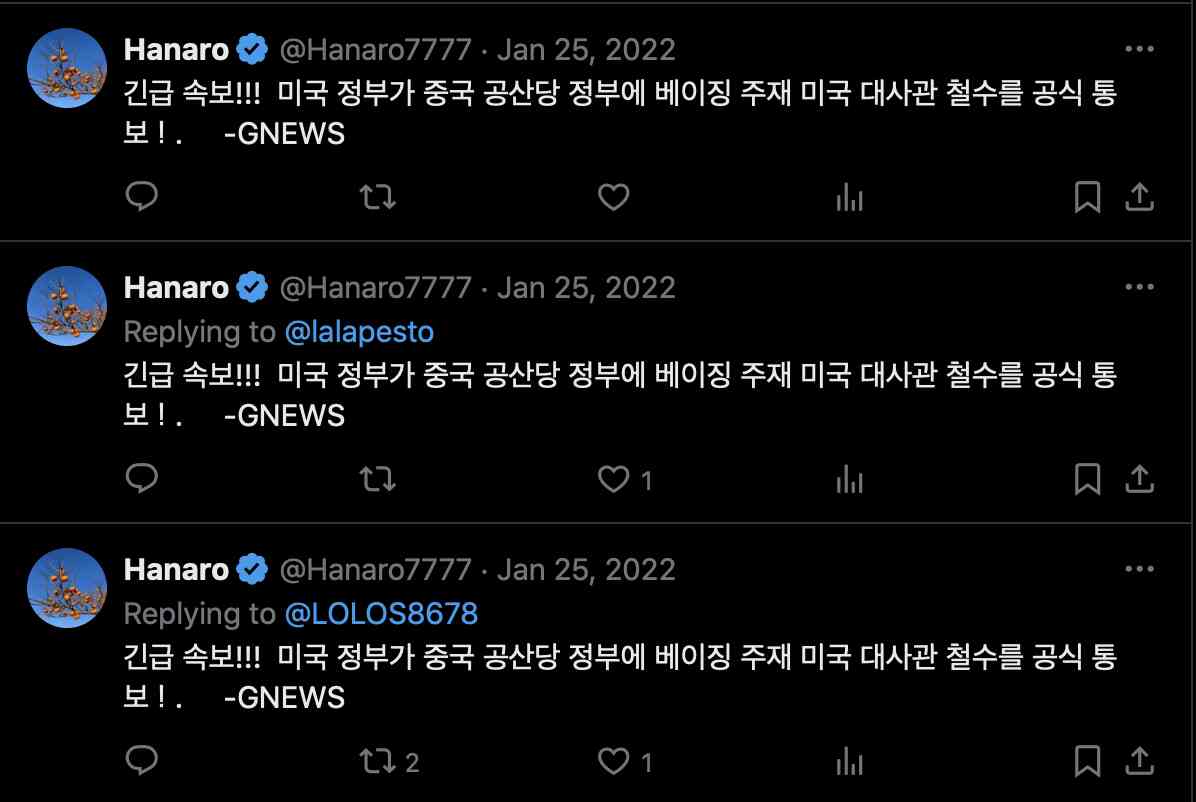 Hanaro @Hanaro7777 · Jan 25, 2022
긴급 속보!!! 미국 정부가 중국 공산당 정부에 베이징 주재 미국 대사관 철수를 공식 통
보 ! . -GNEWS
Hanaro @Hanaro7777 · Jan 25, 2022
Replying to @lalapesto
긴급 속보!!! 미국 정부가 중국 공산당 정부에 베이징 주재 미국 대사관 철수를 공식 통
보 ! . -GNEWS
1
Hanaro @Hanaro7777 · Jan 25, 2022
Replying to @LOLOS8678
긴급 속보!!! 미국 정부가 중국 공산당 정부에 베이징 주재 미국 대사관 철수를 공식 통
보 ! . -GNEWS
2 1